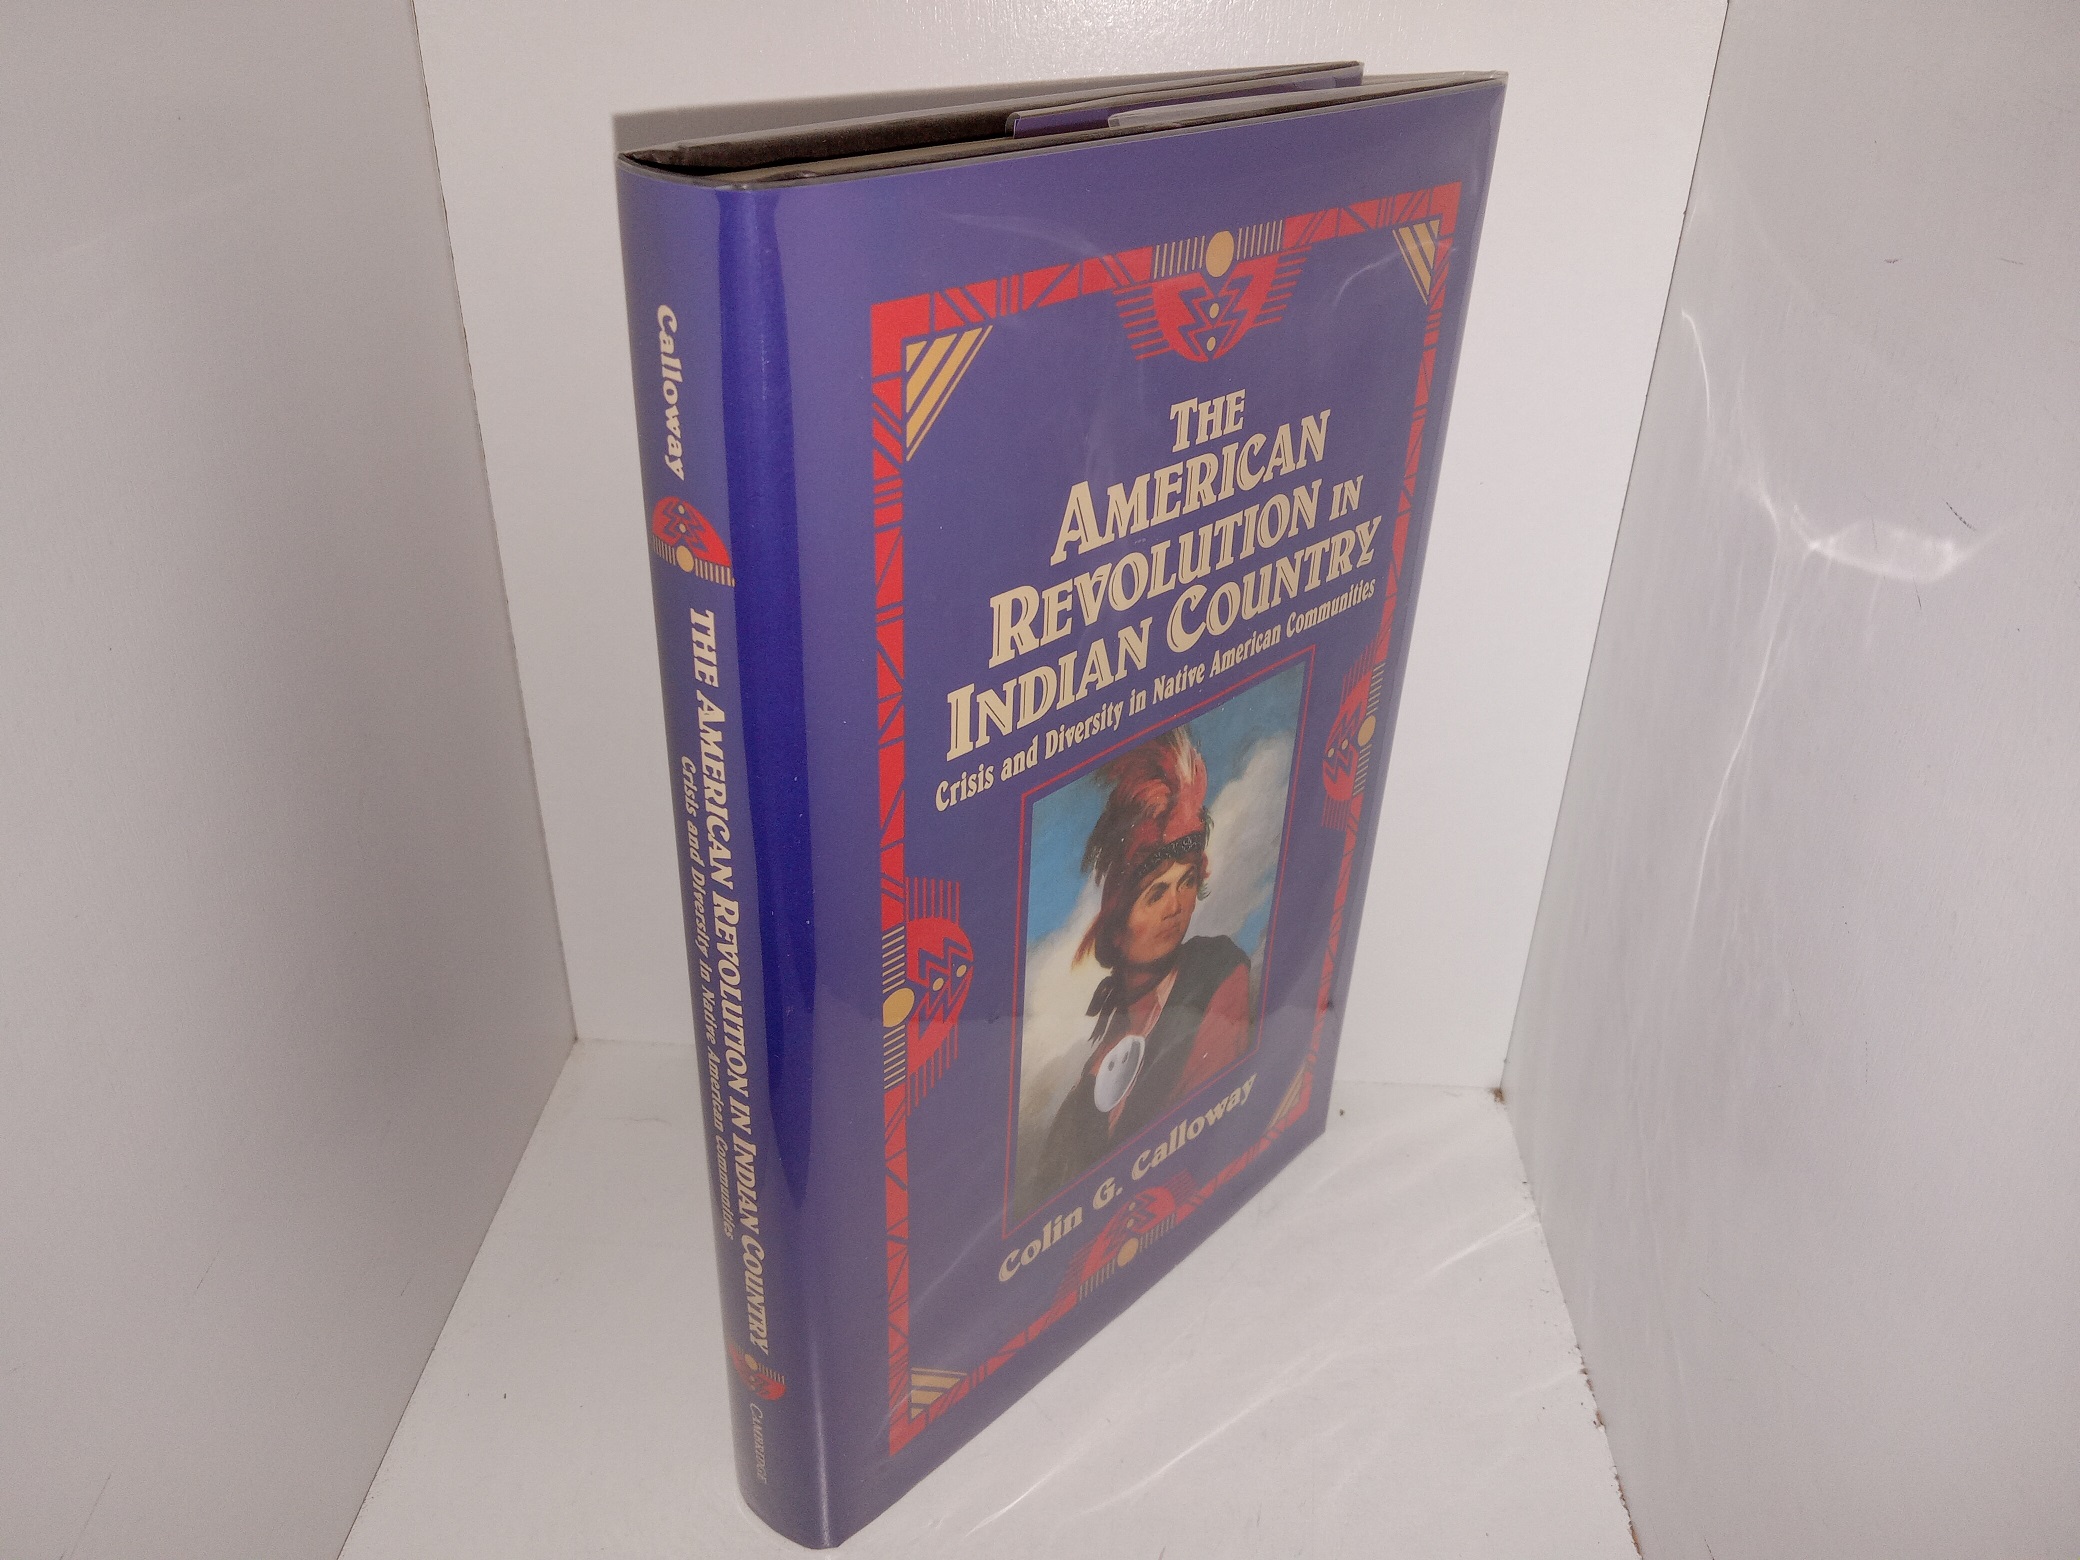 Calloway
THE AMERICAN REVOLUTION IN INDIAN COUNTRY
Crisis and Diversity in Native American Communities
CAMBRIDGE
THE
AMERICAN
REVOLUTION IN
INDIAN COUNTRY
Crisis and Diversity in Native American Communities
Colin G. Calloway